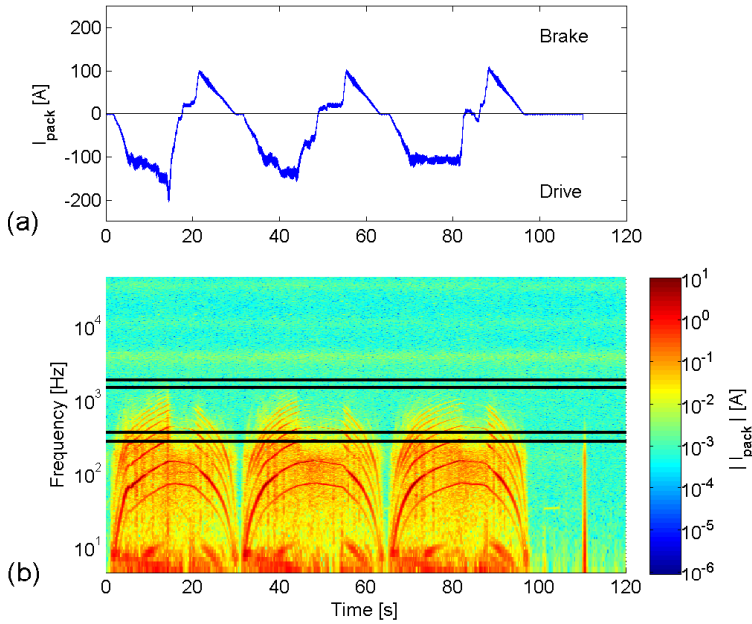 200
100
0
-100
-200
I_pack [A]
Brake
Drive
0 20 40 60 80 100 120
(a)
10^4
10^3
10^2
10^1
Frequency [Hz]
0 20 40 60 80 100 120
Time [s]
(b)
10^1
10^0
10^-1
10^-2
10^-3
10^-4
10^-5
10^-6
| I_pack | [A]